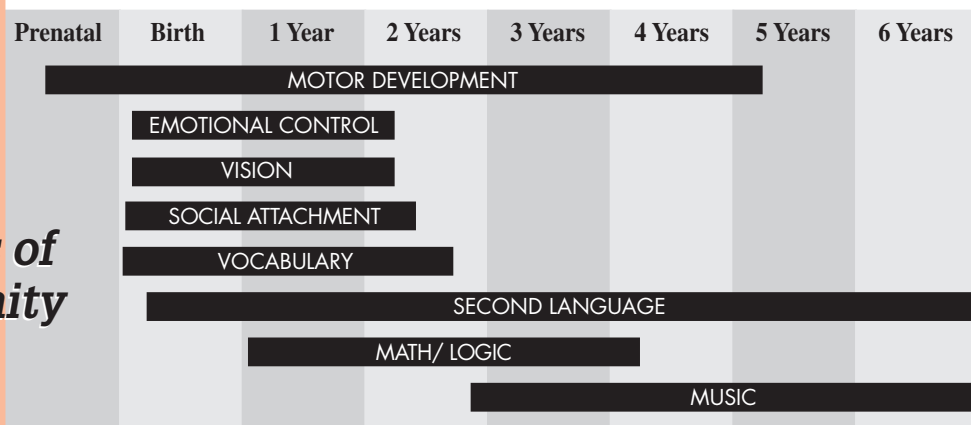 Prenatal Birth 1 Year 2 Years 3 Years 4 Years 5 Years 6 Years
MOTOR DEVELOPMENT
EMOTIONAL CONTROL
VISION
SOCIAL ATTACHMENT
of
VOCABULARY
SECOND LANGUAGE
MATH/ LOGIC
MUSIC